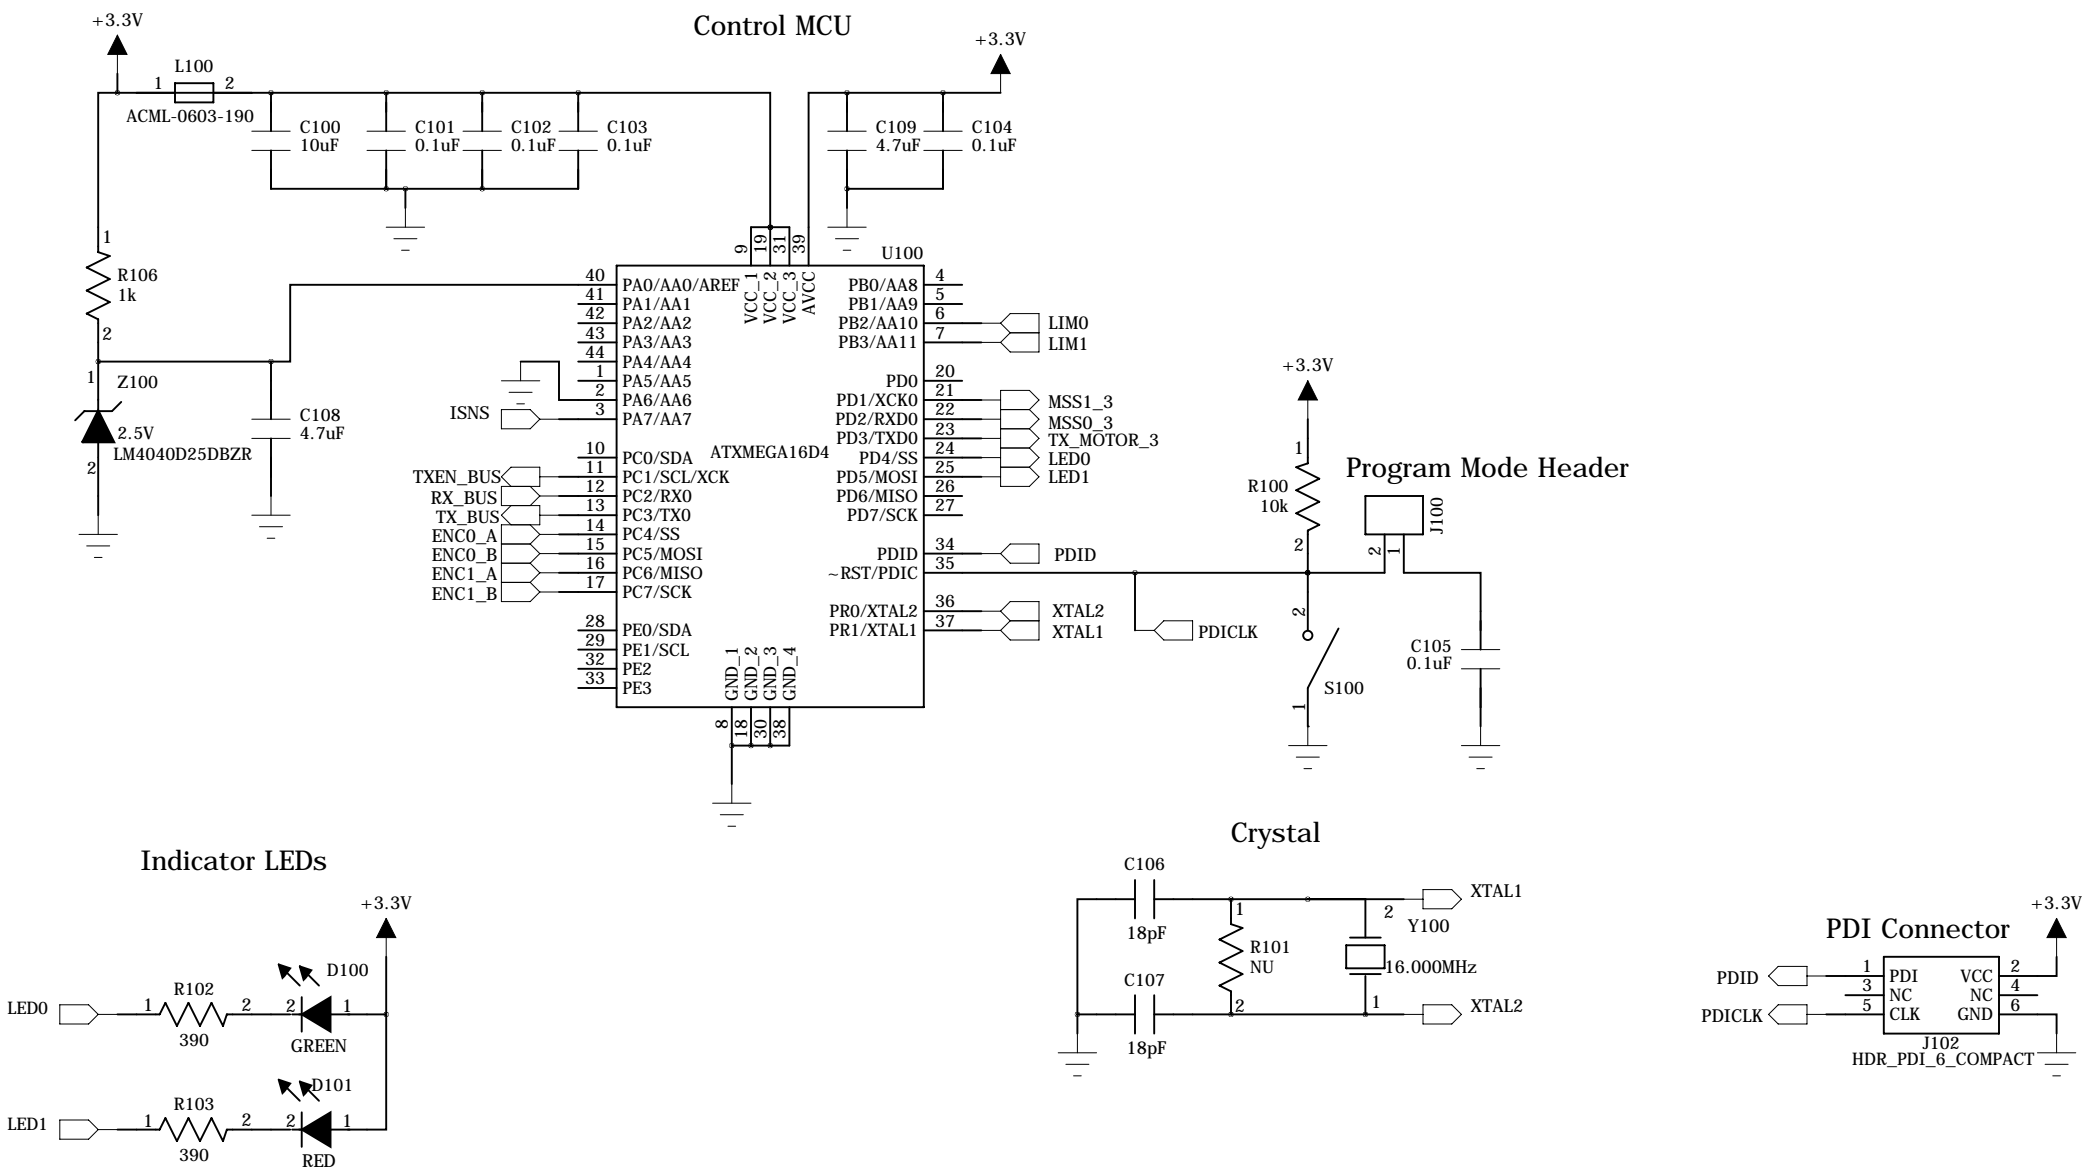 Control MCU
+3.3V
L100
1 2
ACML-0603-190
C100
10uF
C101
0.1uF
C102
0.1uF
C103
0.1uF
+3.3V
C109
4.7uF
C104
0.1uF
1
R106
1k
2
1
Z100
2.5V
LM4040D25DBZR
2
C108
4.7uF
U100
9 19 31 39
VCC_1 VCC_2 VCC_3 AVCC
40 PA0/AA0/AREF
41 PA1/AA1
42 PA2/AA2
43 PA3/AA3
44 PA4/AA4
1 PA5/AA5
2 PA6/AA6
ISNS 3 PA7/AA7
ATXMEGA16D4
10 PC0/SDA
TXEN_BUS 11 PC1/SCL/XCK
RX_BUS 12 PC2/RX0
TX_BUS 13 PC3/TX0
ENC0_A 14 PC4/SS
ENC0_B 15 PC5/MOSI
ENC1_A 16 PC6/MISO
ENC1_B 17 PC7/SCK
28 PE0/SDA
29 PE1/SCL
32 PE2
33 PE3
GND_1 GND_2 GND_3 GND_4
8 18 30 38
PB0/AA8 4
PB1/AA9 5
PB2/AA10 6 LIM0
PB3/AA11 7 LIM1
PD0 20
PD1/XCK0 21 MSS1_3
PD2/RXD0 22 MSS0_3
PD3/TXD0 23 TX_MOTOR_3
PD4/SS 24 LED0
PD5/MOSI 25 LED1
PD6/MISO 26
PD7/SCK 27
PDID 34 PDID
~RST/PDIC 35
PR0/XTAL2 36 XTAL2
PR1/XTAL1 37 XTAL1
PDICLK
+3.3V
1
R100
10k
2
Program Mode Header
J100
2 1
2
S100
1
C105
0.1uF
Indicator LEDs
+3.3V
D100
LED0 1 R102 2 2 1
390 GREEN
D101
LED1 1 R103 2 2 1
390 RED
Crystal
C106
18pF
C107
18pF
1
R101
NU
2
2
Y100
16.000MHz
1
XTAL1
XTAL2
PDI Connector
+3.3V
PDID 1 PDI VCC 2
3 NC NC 4
PDICLK 5 CLK GND 6
J102
HDR_PDI_6_COMPACT